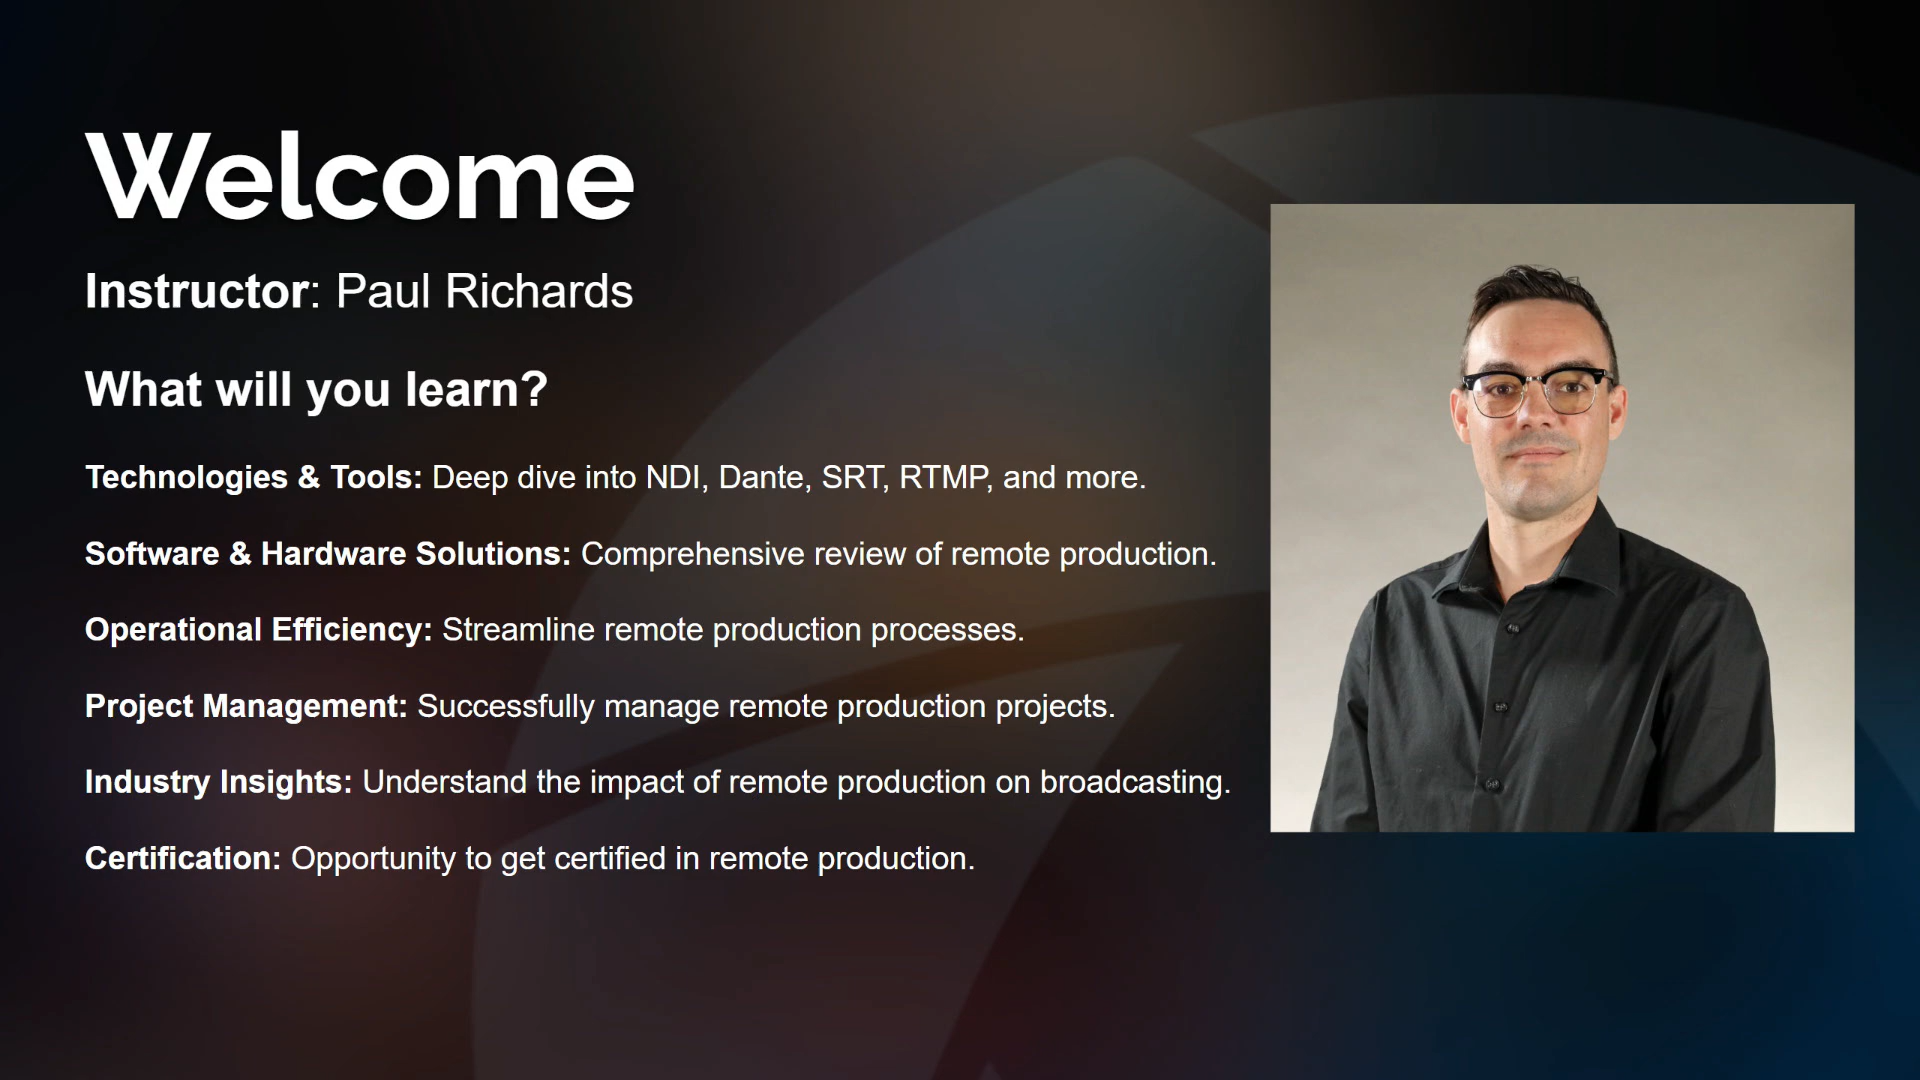 Welcome
Instructor: Paul Richards
What will you learn?
Technologies & Tools: Deep dive into NDI, Dante, SRT, RTMP, and more.
Software & Hardware Solutions: Comprehensive review of remote production.
Operational Efficiency: Streamline remote production processes.
Project Management: Successfully manage remote production projects.
Industry Insights: Understand the impact of remote production on broadcasting.
Certification: Opportunity to get certified in remote production.